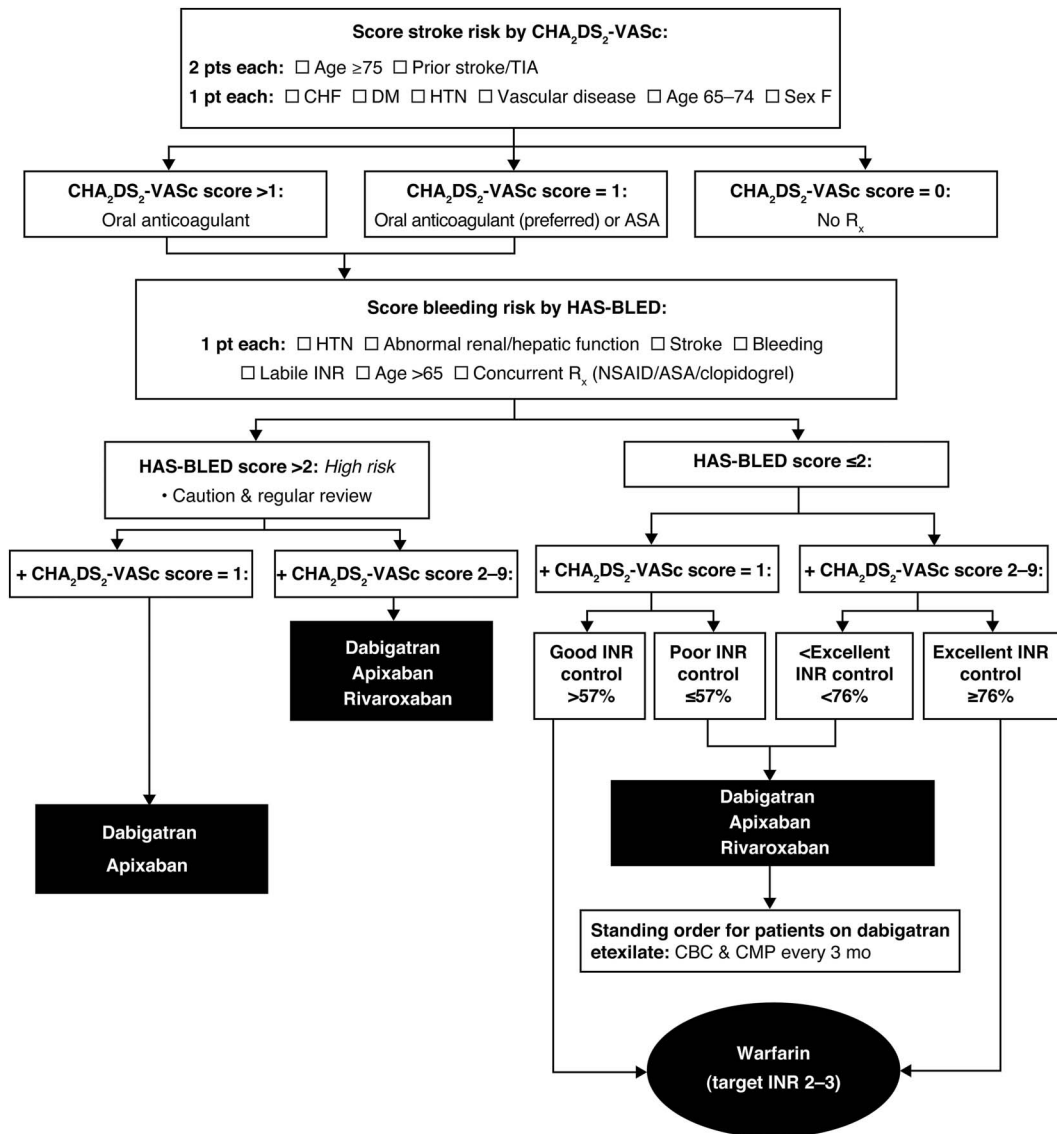 Score stroke risk by CHA₂DS₂-VASc:
2 pts each: ☐ Age ≥75 ☐ Prior stroke/TIA
1 pt each: ☐ CHF ☐ DM ☐ HTN ☐ Vascular disease ☐ Age 65–74 ☐ Sex F
CHA₂DS₂-VASc score >1:
Oral anticoagulant
CHA₂DS₂-VASc score = 1:
Oral anticoagulant (preferred) or ASA
CHA₂DS₂-VASc score = 0:
No Rₓ
Score bleeding risk by HAS-BLED:
1 pt each: ☐ HTN ☐ Abnormal renal/hepatic function ☐ Stroke ☐ Bleeding
☐ Labile INR ☐ Age >65 ☐ Concurrent Rₓ (NSAID/ASA/clopidogrel)
HAS-BLED score >2: High risk
• Caution & regular review
HAS-BLED score ≤2:
+ CHA₂DS₂-VASc score = 1:
+ CHA₂DS₂-VASc score 2–9:
+ CHA₂DS₂-VASc score = 1:
+ CHA₂DS₂-VASc score 2–9:
Dabigatran
Apixaban
Rivaroxaban
Good INR
control
>57%
Poor INR
control
≤57%
<Excellent
INR control
<76%
Excellent INR
control
≥76%
Dabigatran
Apixaban
Dabigatran
Apixaban
Rivaroxaban
Standing order for patients on dabigatran
etexilate: CBC & CMP every 3 mo
Warfarin
(target INR 2–3)